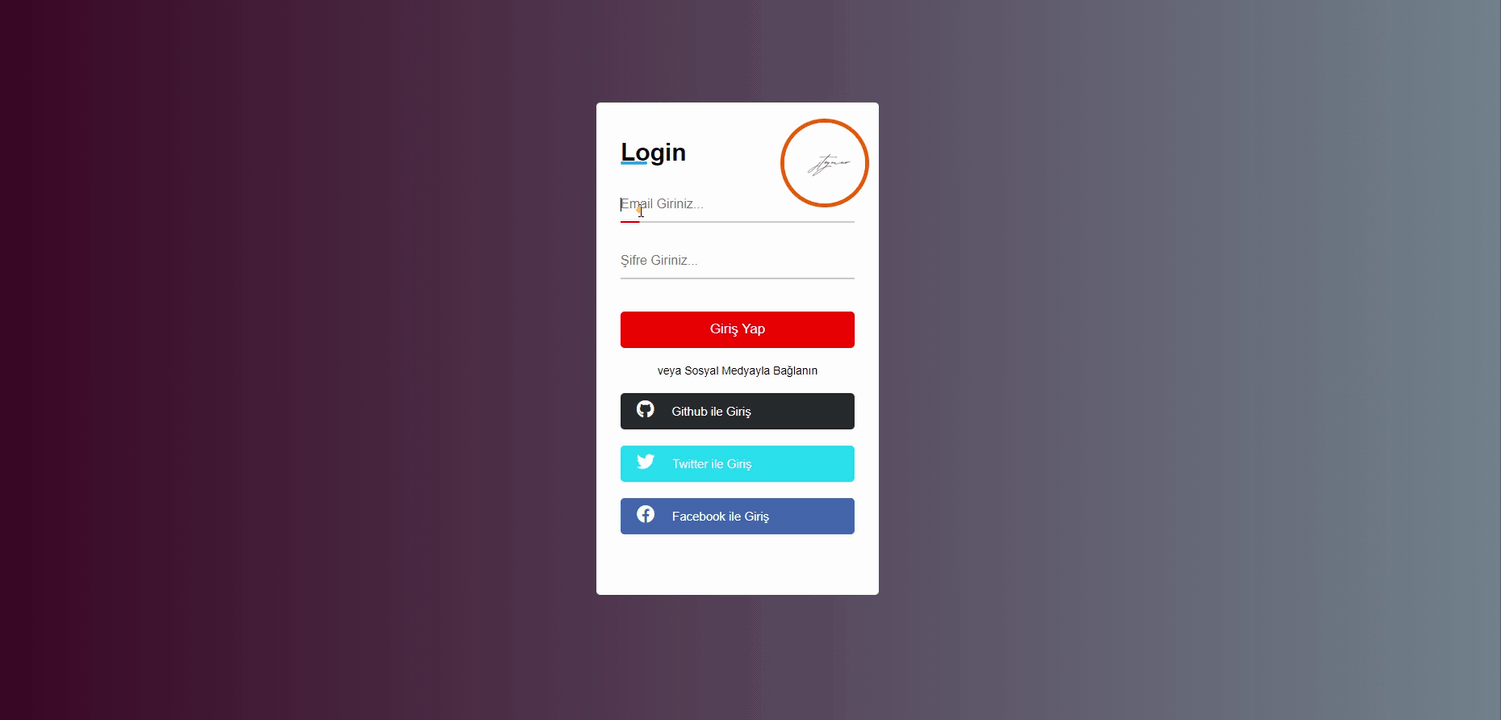 Login
Email Giriniz...
Şifre Giriniz...
Giriş Yap
veya Sosyal Medyayla Bağlanın
Github ile Giriş
Twitter ile Giriş
Facebook ile Giriş